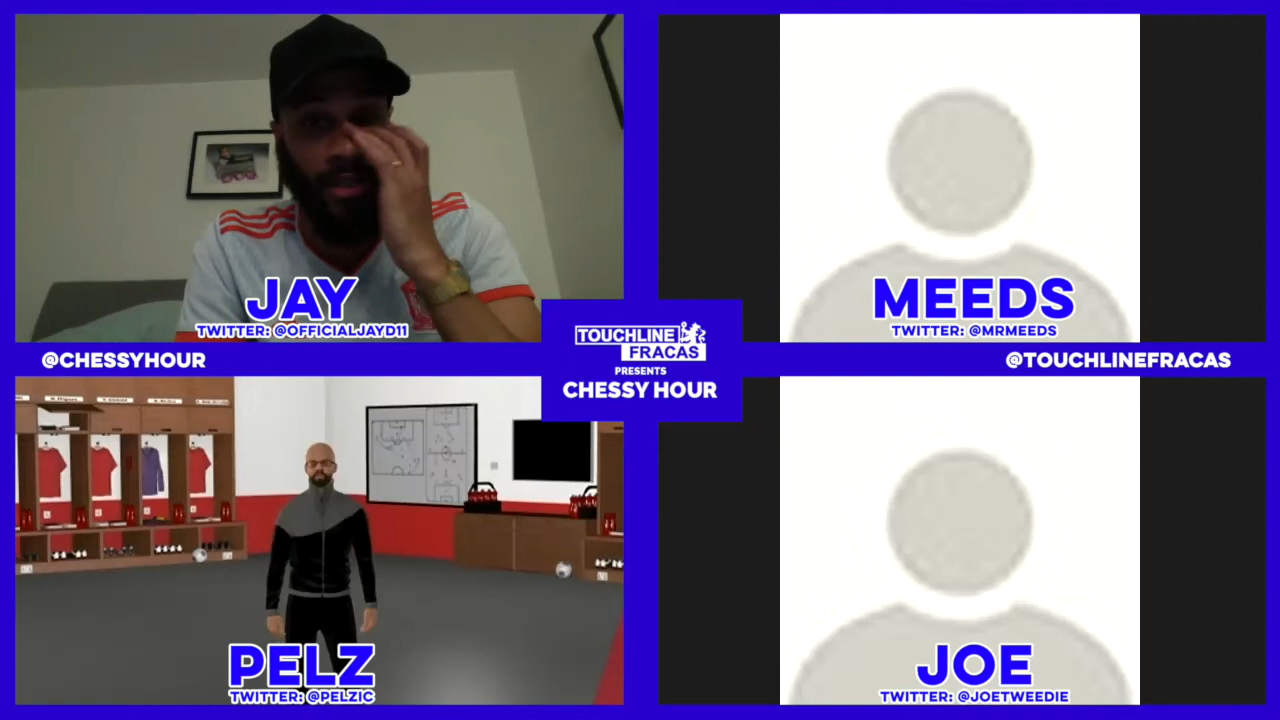 JAY
TWITTER: @OFFICIALJAYD11
MEEDS
TWITTER: @MRMEEDS
@CHESSYHOUR
TOUCHLINE
FRACAS
PRESENTS
CHESSY HOUR
@TOUCHLINEFRACAS
PELZ
TWITTER: @PELZIC
JOE
TWITTER: @JOETWEEDIE